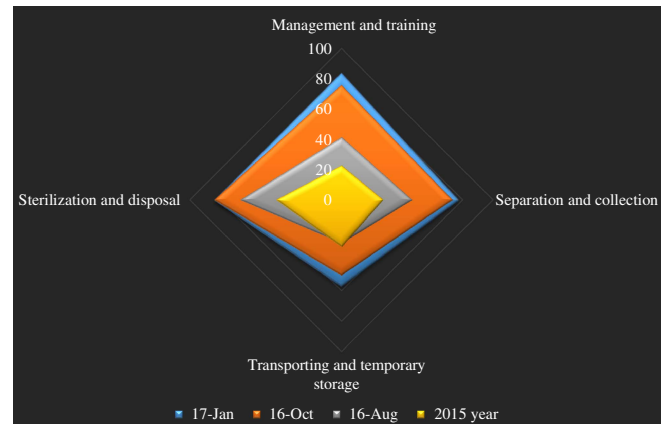 Management and training
100
80
60
40
20
0
Sterilization and disposal
Separation and collection
Transporting and temporary
storage
17-Jan 16-Oct 16-Aug 2015 year